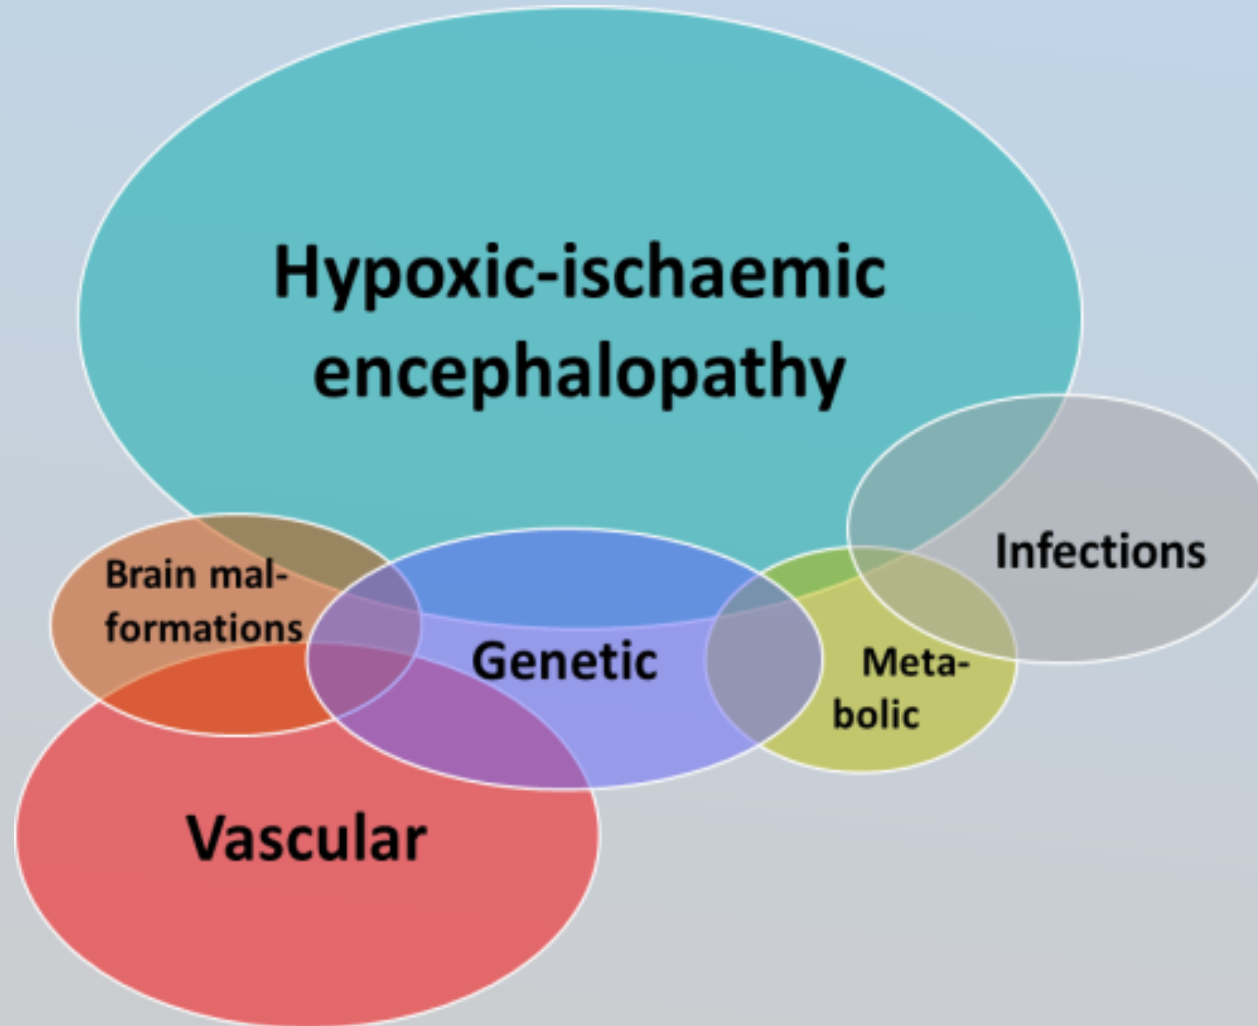 Hypoxic-ischaemic
encephalopathy
Infections
Brain mal-
formations
Genetic
Meta-
bolic
Vascular